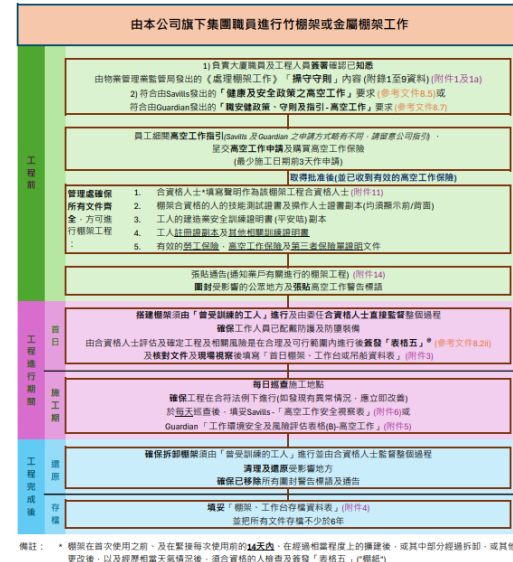 由本公司旗下集團職員進行竹棚架或金屬棚架工作
工程前
1) 負責大廈職員及工程人員簽署確認已知悉
由物業管理業監管局發出的《處理棚架工作》「操守守則」內容 (附錄1至9資料) (附件1及1a)
2) 符合由Savills發出的「健康及安全政策之高空工作」要求 (參考文件8.5)或
符合由Guardian發出的「職安健政策、守則及指引 - 高空工作」要求 (參考文件8.7)
員工細閱高空工作指引(Savills 及 Guardian 之申請方式略有不同，請留意公司指引)，
呈交高空工作申請及購買高空工作保險
(最少施工日期前3天作申請)
取得批准後(並已收到有效的高空工作保險)
管理處確保所有文件齊全，方可進行棚架工程：
1. 合資格人士*填寫聲明作為該棚架工程合資格人士 (附件11)
2. 棚架合資格的人的技能測試證書及操作人士證書副本(均須顯示前/背面)
3. 工人的建造業安全訓練證明書 (平安咭) 副本
4. 工人註冊證副本及其他相關訓練證明書
5. 有效的勞工保險，高空工作保險及第三者保險單證明文件
張貼通告(通知業戶有關進行的棚架工程) (附件14)
圍封受影響的公眾地方及張貼高空工作警告標語
工程進行期間
首日
搭建棚架須由「曾受訓練的工人」進行及由委任合資格人士直接監督整個過程
確保工作人員已配戴防護及防墮裝備
由合資格人士評估及確定工程及相關風險是在合理及可行範圍內進行後簽發「表格五」® (參考文件8.2ii)
及核對文件及現場視察後填寫「首日棚架、工作台或吊船資料表」(附件3)
施工期
每日巡查施工地點
確保工程在合符法例下進行(如發現有異常情況，應立即改善)
於每天巡查後，填妥Savills -「高空工作安全視察表」(附件6)或
Guardian 「工作環境安全及風險評估表格(B)-高空工作」(附件5)
工程完成後
還原
確保拆卸棚架須由「曾受訓練的工人」進行並由合資格人士監督整個過程
清理及還原受影響地方
確保已移除所有圍封警告標語及通告
存檔
填妥「棚架、工作台存檔資料表」(附件4)
並把所有文件存檔不少於6年
備註： * 棚架在首次使用之前、及在緊接每次使用前的14天內、在經過相當程度上的擴建後，或其中部分經過拆卸，或其他
更改後，以及經歷相當天氣情況後，須合資格的人檢查及簽發「表格五」("棚紙")